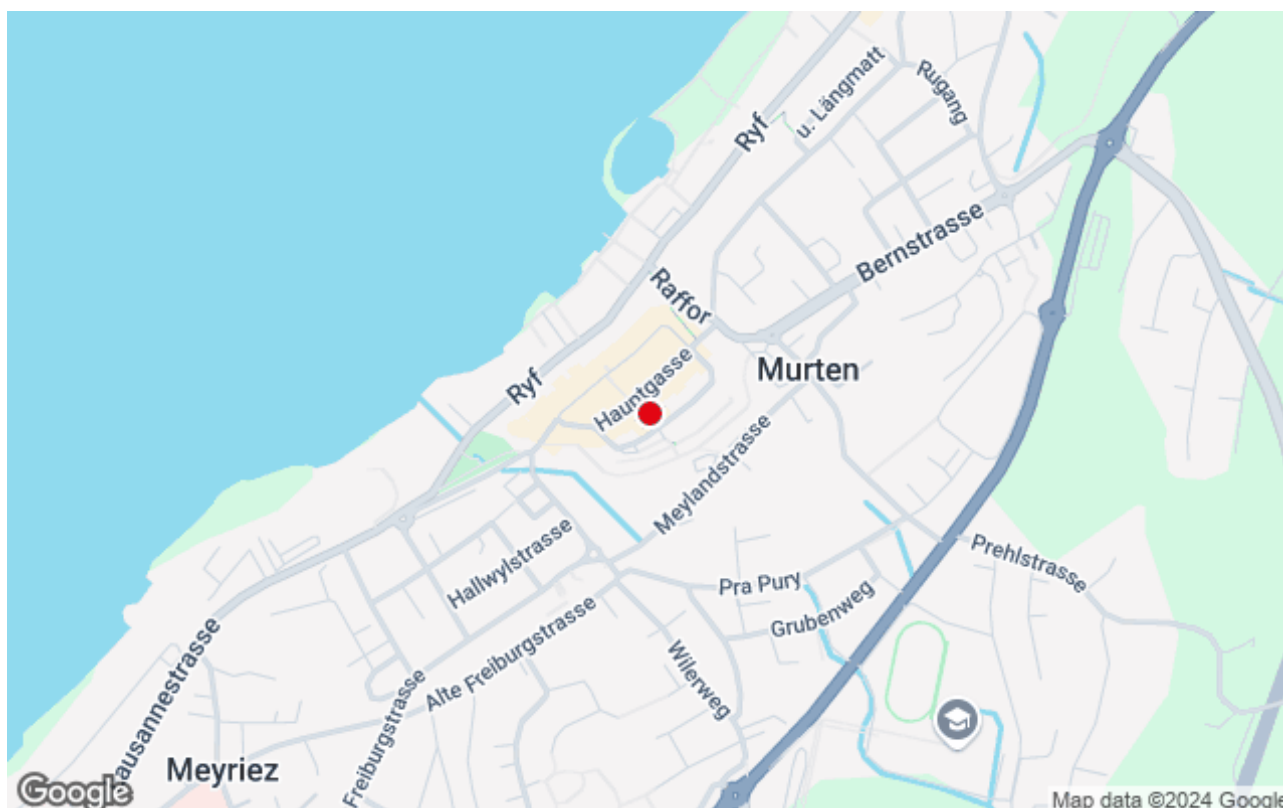 Rugang
u. Längmatt
Ryf
Bernstrasse
Raffor
Murten
Hauptgasse
Ryf
Meylandstrasse
Prehlstrasse
Hallwylstrasse
Pra Pury
Grubenweg
Alte Freiburgstrasse
Wilerweg
ausannestrasse
Freiburgstrasse
Meyriez
Google
Map data ©2024 Google